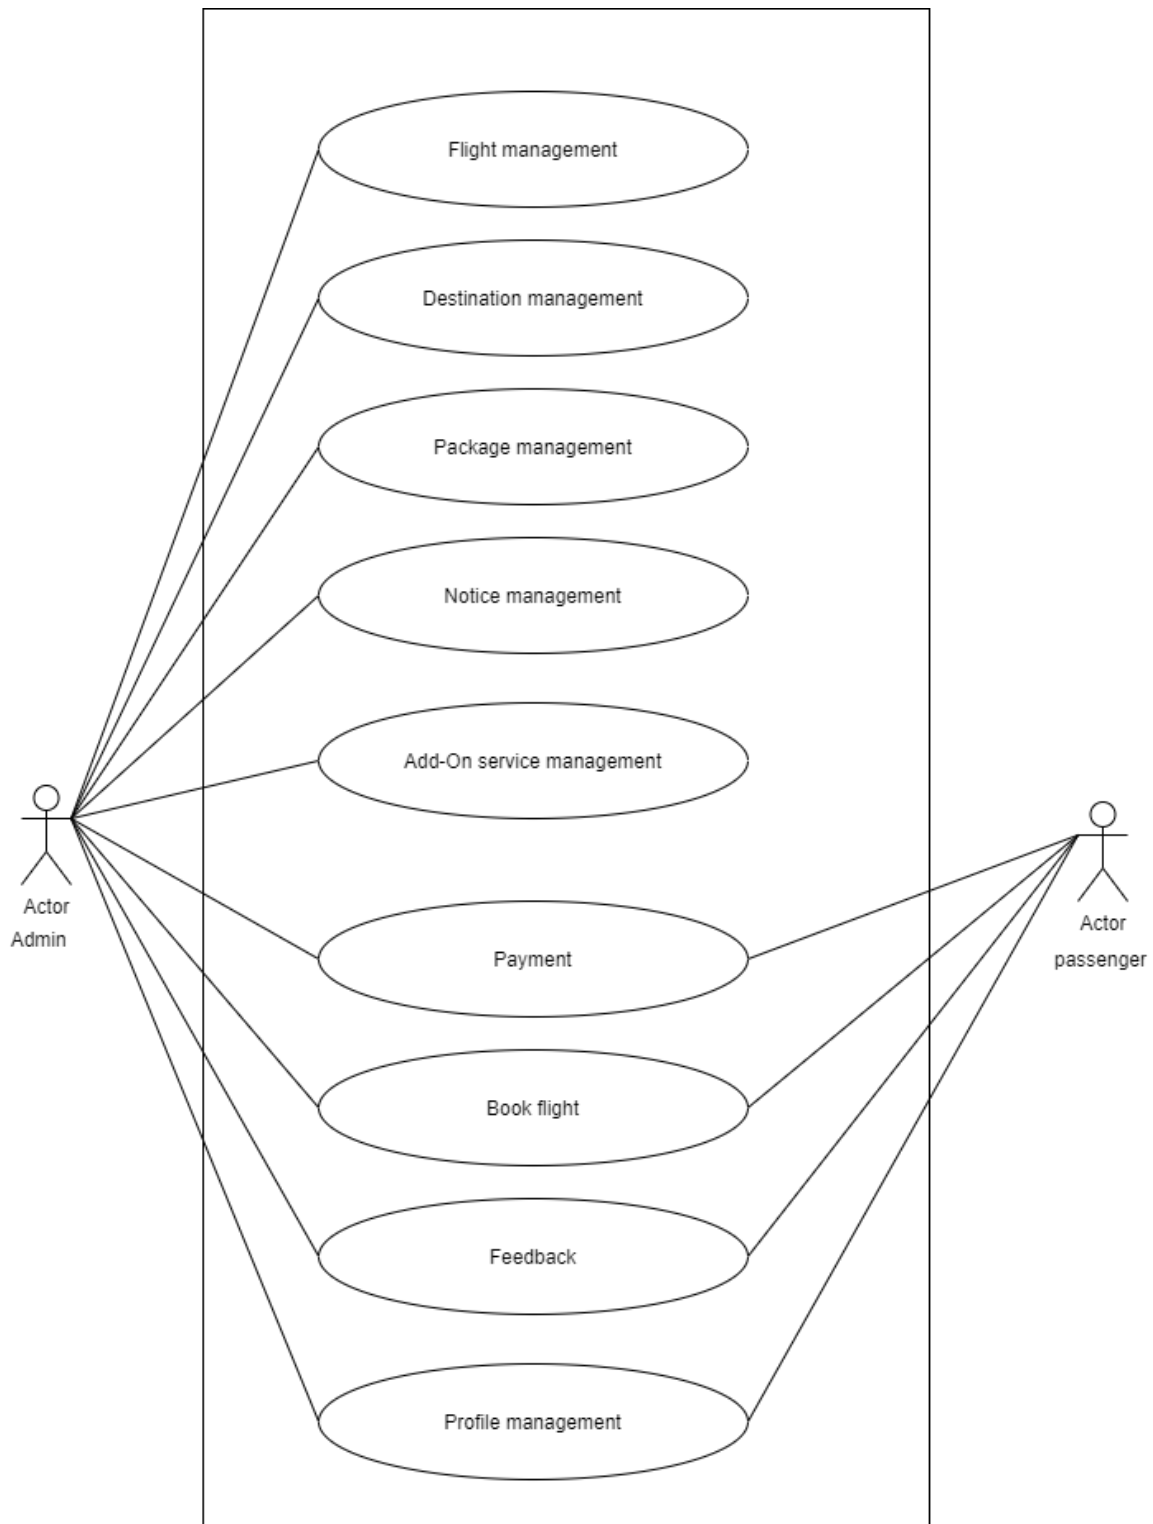 Flight management
Destination management
Package management
Notice management
Add-On service management
Actor
Admin
Actor
passenger
Payment
Book flight
Feedback
Profile management